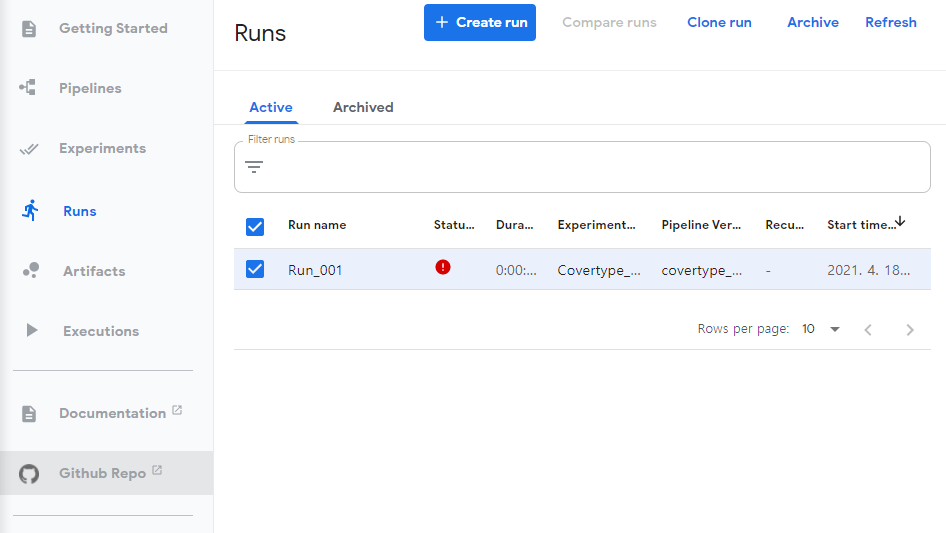 Getting Started
Pipelines
Experiments
Runs
Artifacts
Executions
Documentation
Github Repo
Runs
+ Create run Compare runs Clone run Archive Refresh
Active Archived
Filter runs
Run name Statu... Dura... Experiment... Pipeline Ver... Recu... Start time...
Run_001 0:00:... Covertype_... covertype_... - 2021. 4. 18...
Rows per page: 10